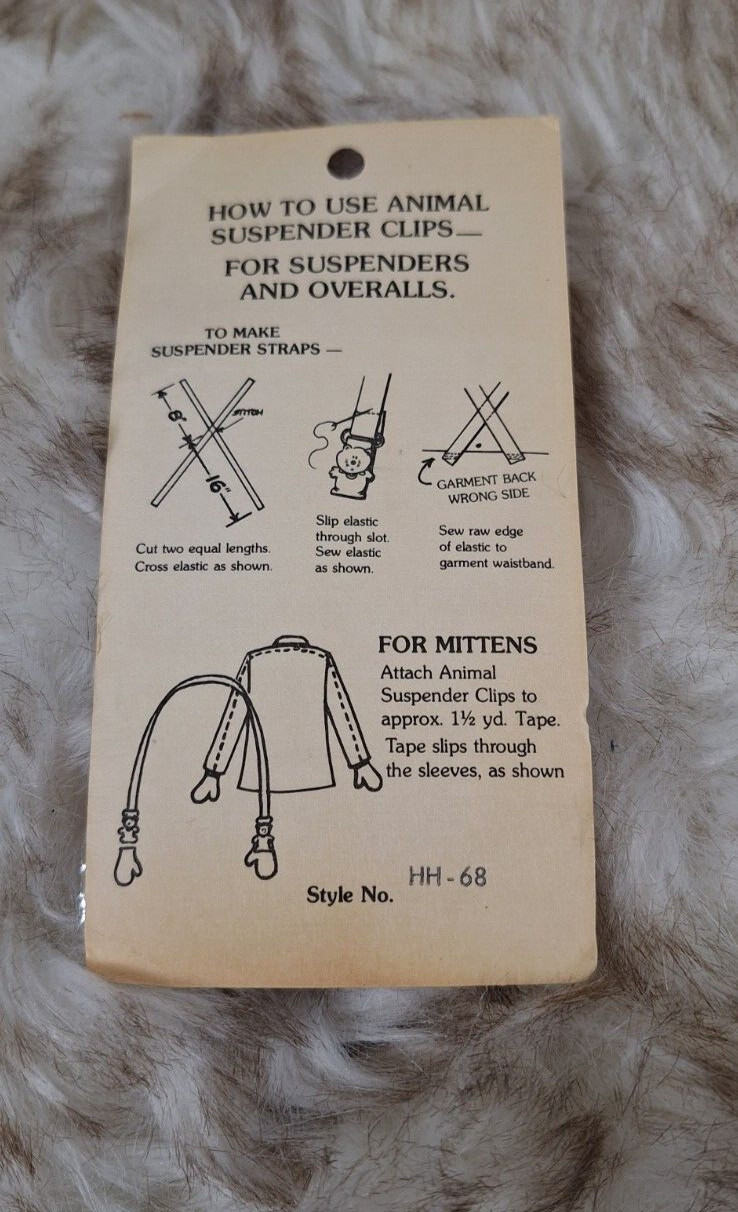 HOW TO USE ANIMAL
SUSPENDER CLIPS—
FOR SUSPENDERS
AND OVERALLS.
TO MAKE
SUSPENDER STRAPS —
8"
STITCH
16"
Cut two equal lengths.
Cross elastic as shown.
Slip elastic
through slot.
Sew elastic
as shown.
GARMENT BACK
WRONG SIDE
Sew raw edge
of elastic to
garment waistband.
FOR MITTENS
Attach Animal
Suspender Clips to
approx. 1½ yd. Tape.
Tape slips through
the sleeves, as shown
Style No. HH-68